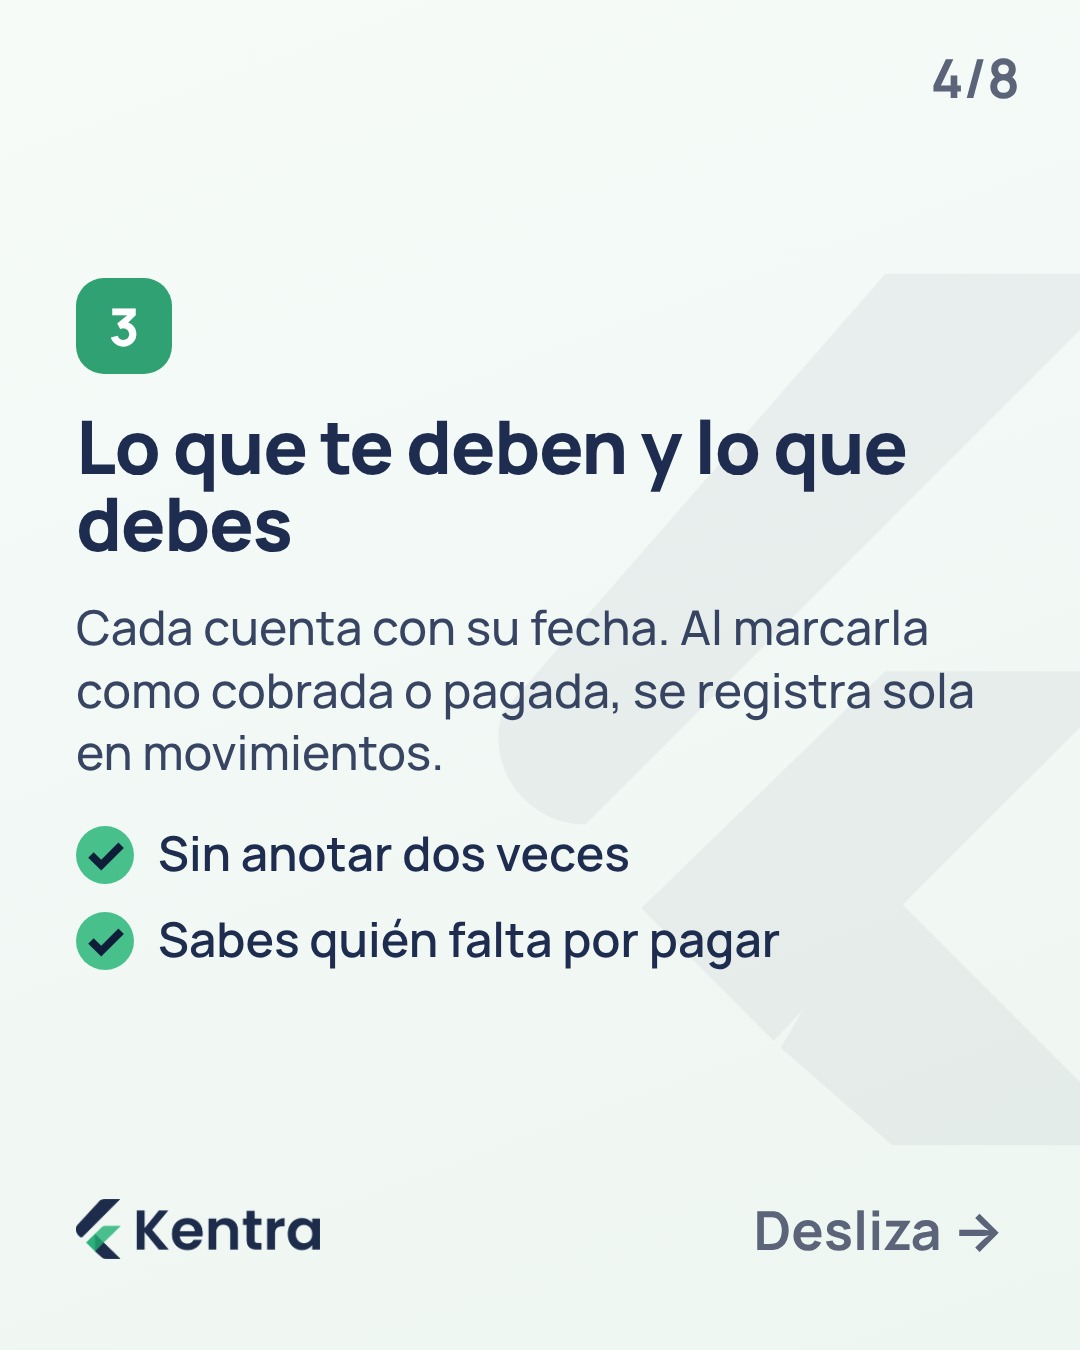 4/8
3
Lo que te deben y lo que
debes
Cada cuenta con su fecha. Al marcarla
como cobrada o pagada, se registra sola
en movimientos.
Sin anotar dos veces
Sabes quién falta por pagar
Kentra
Desliza →